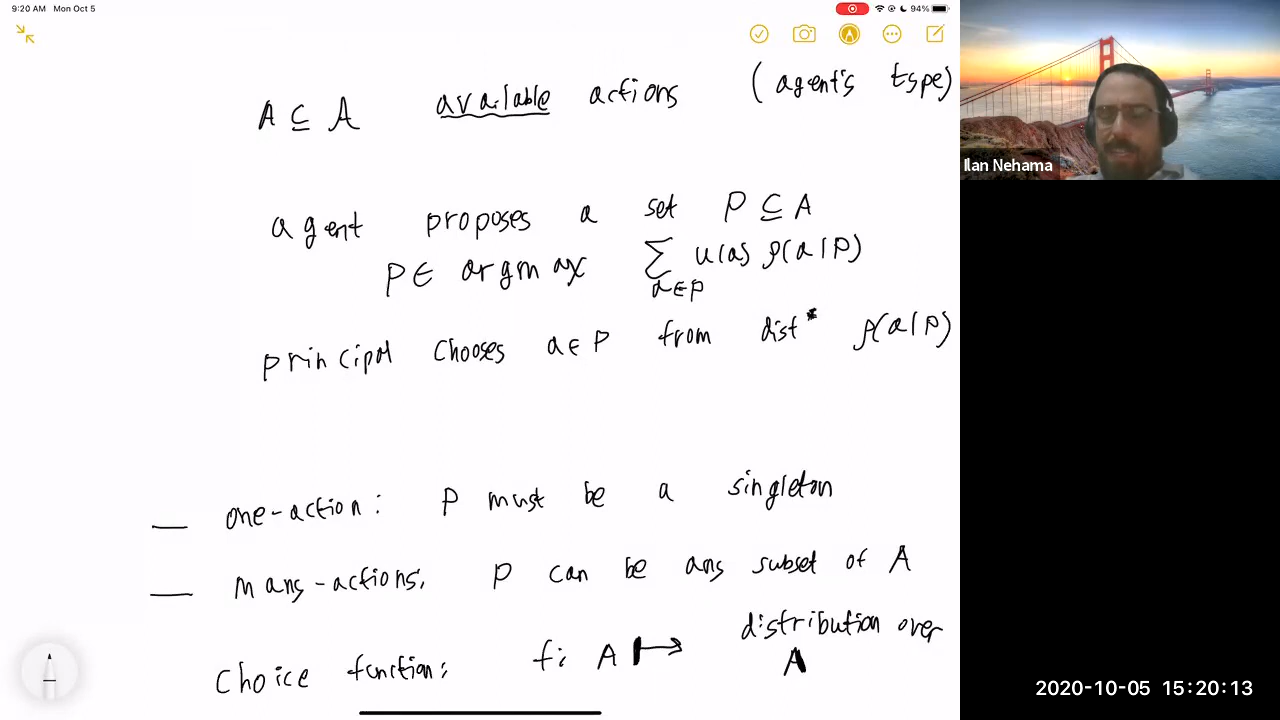 9:20 AM Mon Oct 5
94%
A ⊆ 𝒜 available actions (agent's type)
agent proposes a set P ⊆ A
P ∈ argmax ∑ u(a) ρ(a|P)
a∈P
principal chooses a ∈ P from dist* ρ(a|P)
— one-action: P must be a singleton
— many-actions: P can be any subset of A
choice function: f: A ↦ distribution over
A
Ilan Nehama
2020-10-05 15:20:13